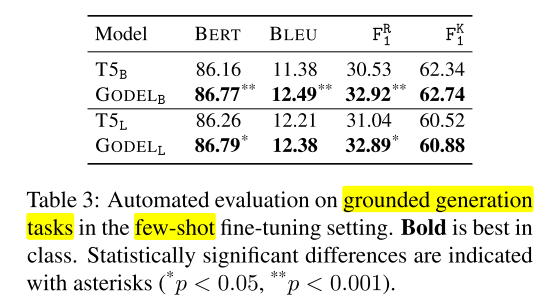 Model BERT BLEU F₁ᴿ F₁ᴷ
T5_B 86.16 11.38 30.53 62.34
GODEL_B 86.77** 12.49** 32.92** 62.74
T5_L 86.26 12.21 31.04 60.52
GODEL_L 86.79* 12.38 32.89* 60.88
Table 3: Automated evaluation on grounded generation
tasks in the few-shot fine-tuning setting. Bold is best in
class. Statistically significant differences are indicated
with asterisks (*p < 0.05, **p < 0.001).